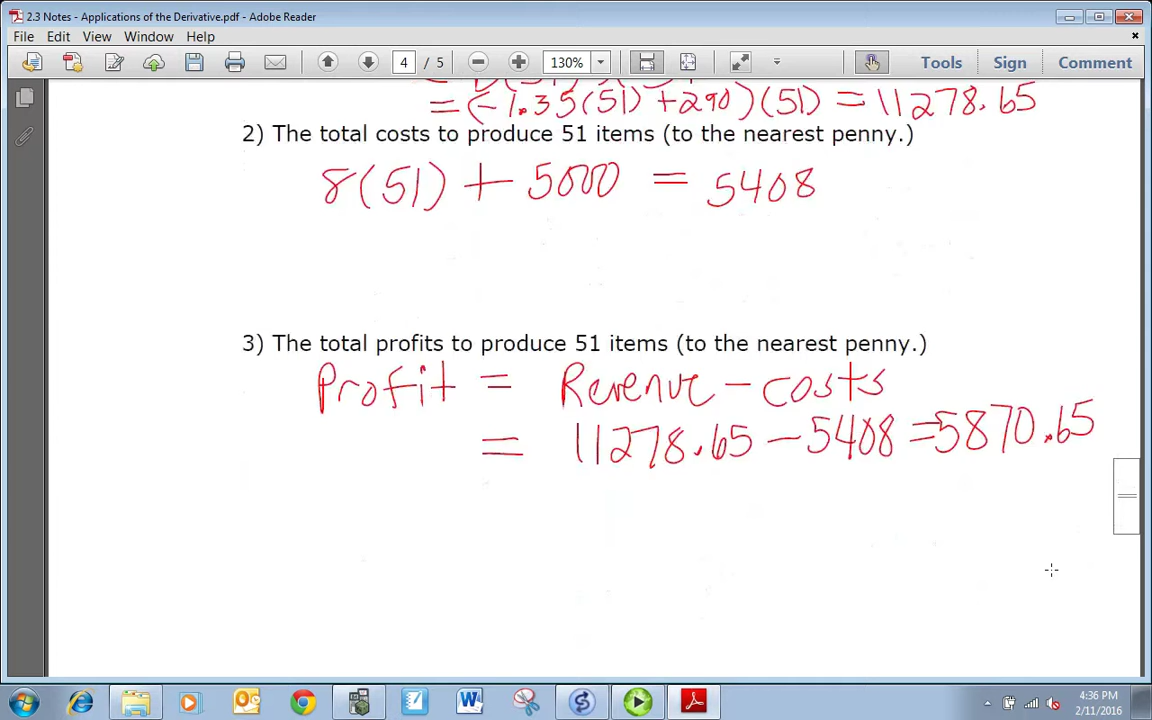 2.3 Notes - Applications of the Derivative.pdf - Adobe Reader
File Edit View Window Help
4 / 5 130% Tools Sign Comment
= (-1.35(51) +290)(51) = 11278.65
2) The total costs to produce 51 items (to the nearest penny.)
8(51) + 5000 = 5408
3) The total profits to produce 51 items (to the nearest penny.)
Profit = Revenue - costs
= 11278.65 - 5408 = 5870.65
4:36 PM
2/11/2016